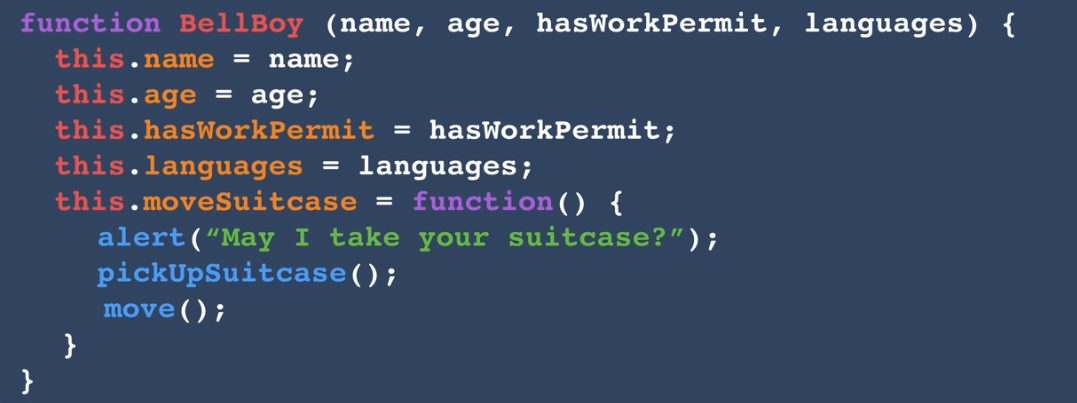 function BellBoy (name, age, hasWorkPermit, languages) {
this.name = name;
this.age = age;
this.hasWorkPermit = hasWorkPermit;
this.languages = languages;
this.moveSuitcase = function() {
alert(“May I take your suitcase?”);
pickUpSuitcase();
move();
}
}